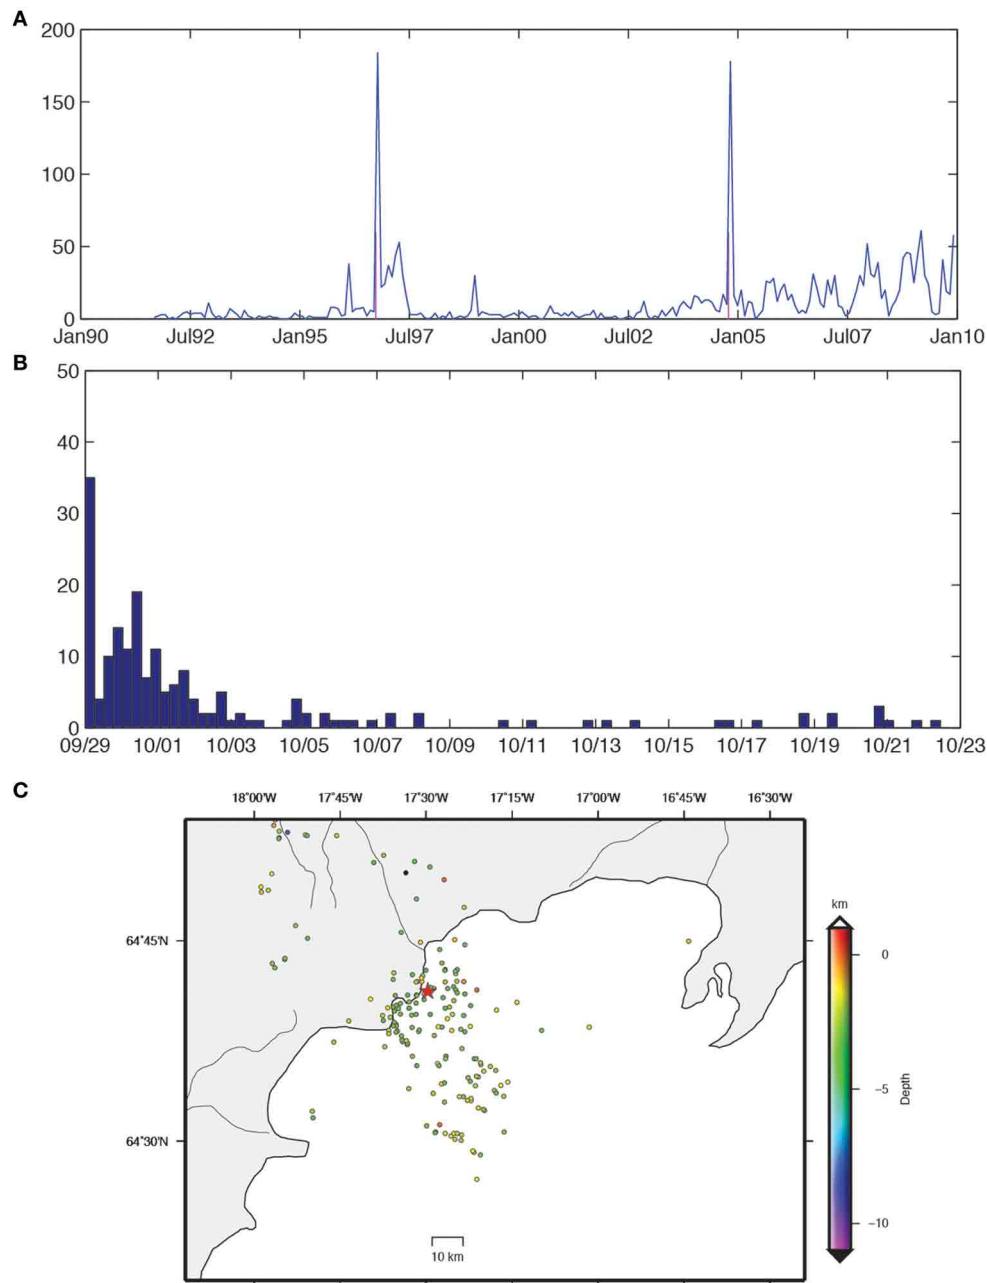 A
200
150
100
50
0
Jan90 Jul92 Jan95 Jul97 Jan00 Jul02 Jan05 Jul07 Jan10
B
50
40
30
20
10
0
09/29 10/01 10/03 10/05 10/07 10/09 10/11 10/13 10/15 10/17 10/19 10/21 10/23
C
18°00'W 17°45'W 17°30'W 17°15'W 17°00'W 16°45'W 16°30'W
64°45'N
64°30'N
10 km
km
0
−5
−10
Depth